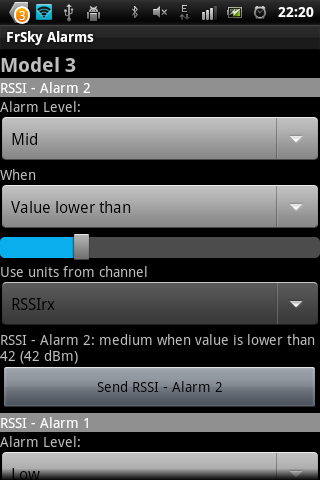 3
E
22:20
FrSky Alarms
Model 3
RSSI - Alarm 2
Alarm Level:
Mid
When
Value lower than
Use units from channel
RSSIrx
RSSI - Alarm 2: medium when value is lower than
42 (42 dBm)
Send RSSI - Alarm 2
RSSI - Alarm 1
Alarm Level:
Low